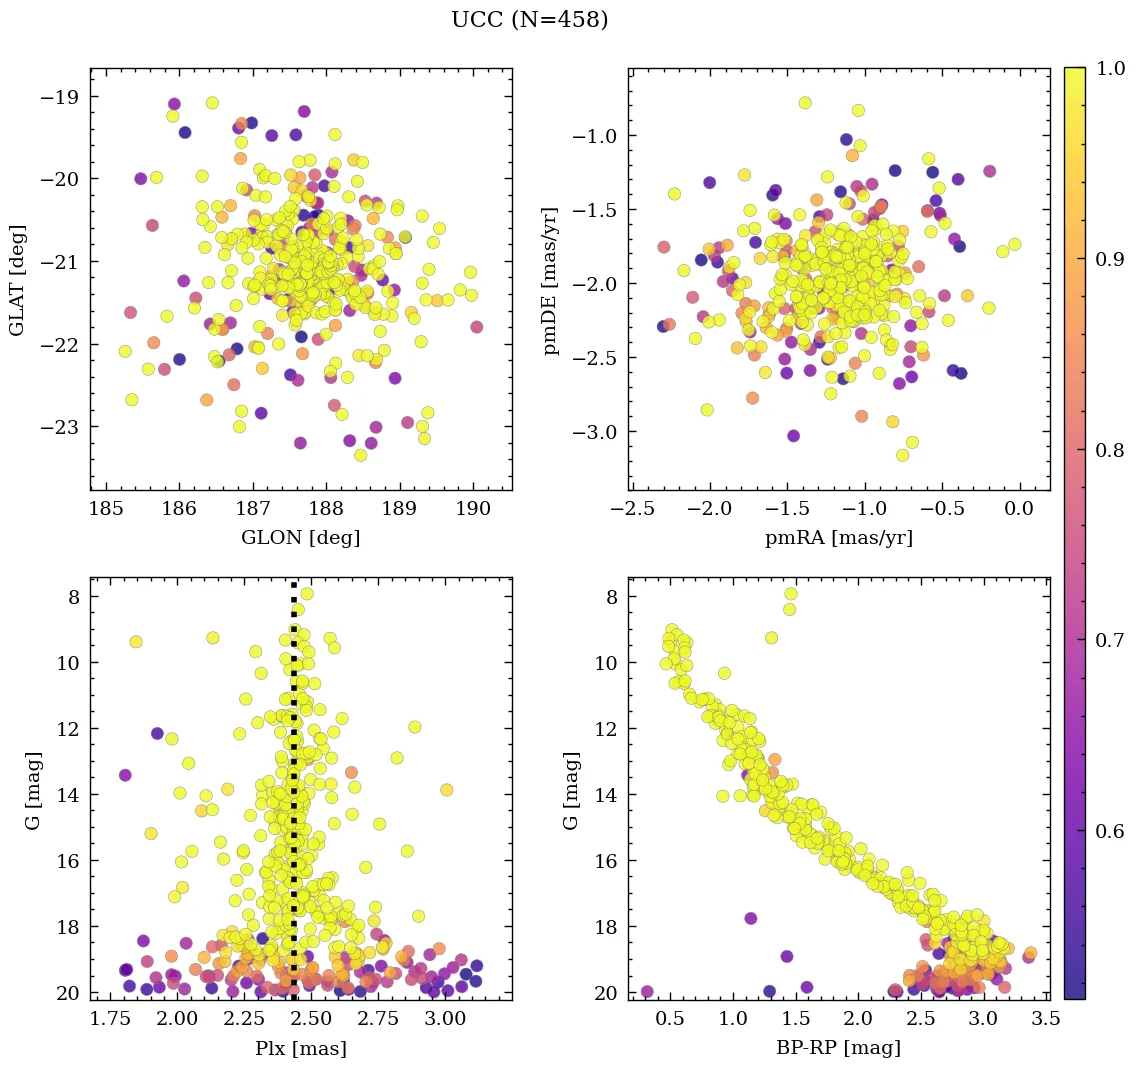 UCC (N=458)
−19
−20
−21
−22
−23
GLAT [deg]
185 186 187 188 189 190
GLON [deg]
−1.0
−1.5
−2.0
−2.5
−3.0
pmDE [mas/yr]
−2.5 −2.0 −1.5 −1.0 −0.5 0.0
pmRA [mas/yr]
1.0
0.9
0.8
0.7
0.6
8
10
12
14
16
18
20
G [mag]
1.75 2.00 2.25 2.50 2.75 3.00
Plx [mas]
8
10
12
14
16
18
20
G [mag]
0.5 1.0 1.5 2.0 2.5 3.0 3.5
BP-RP [mag]